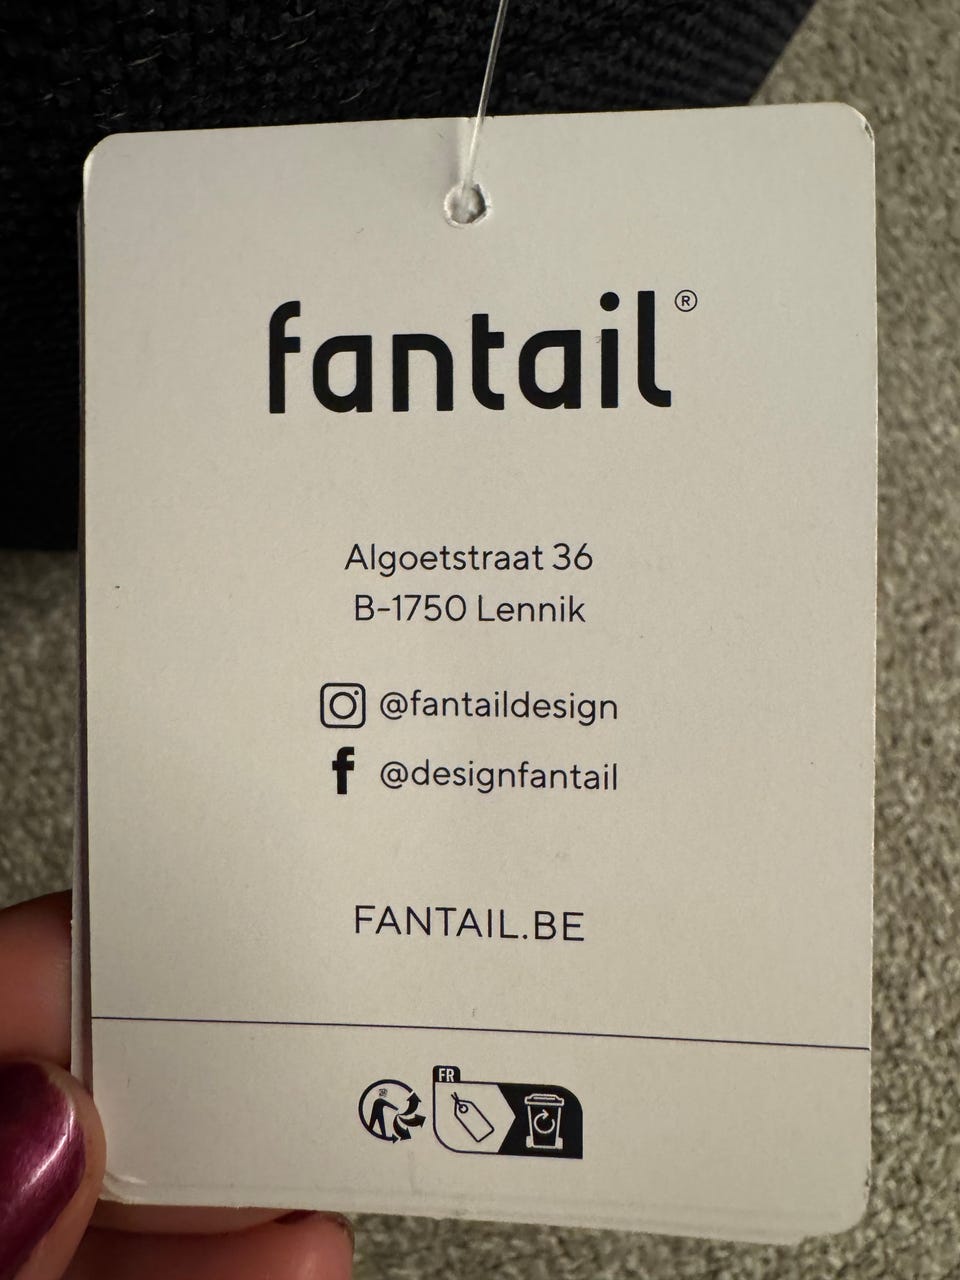 fantail®
Algoetstraat 36
B-1750 Lennik
@fantaildesign
f @designfantail
FANTAIL.BE
FR